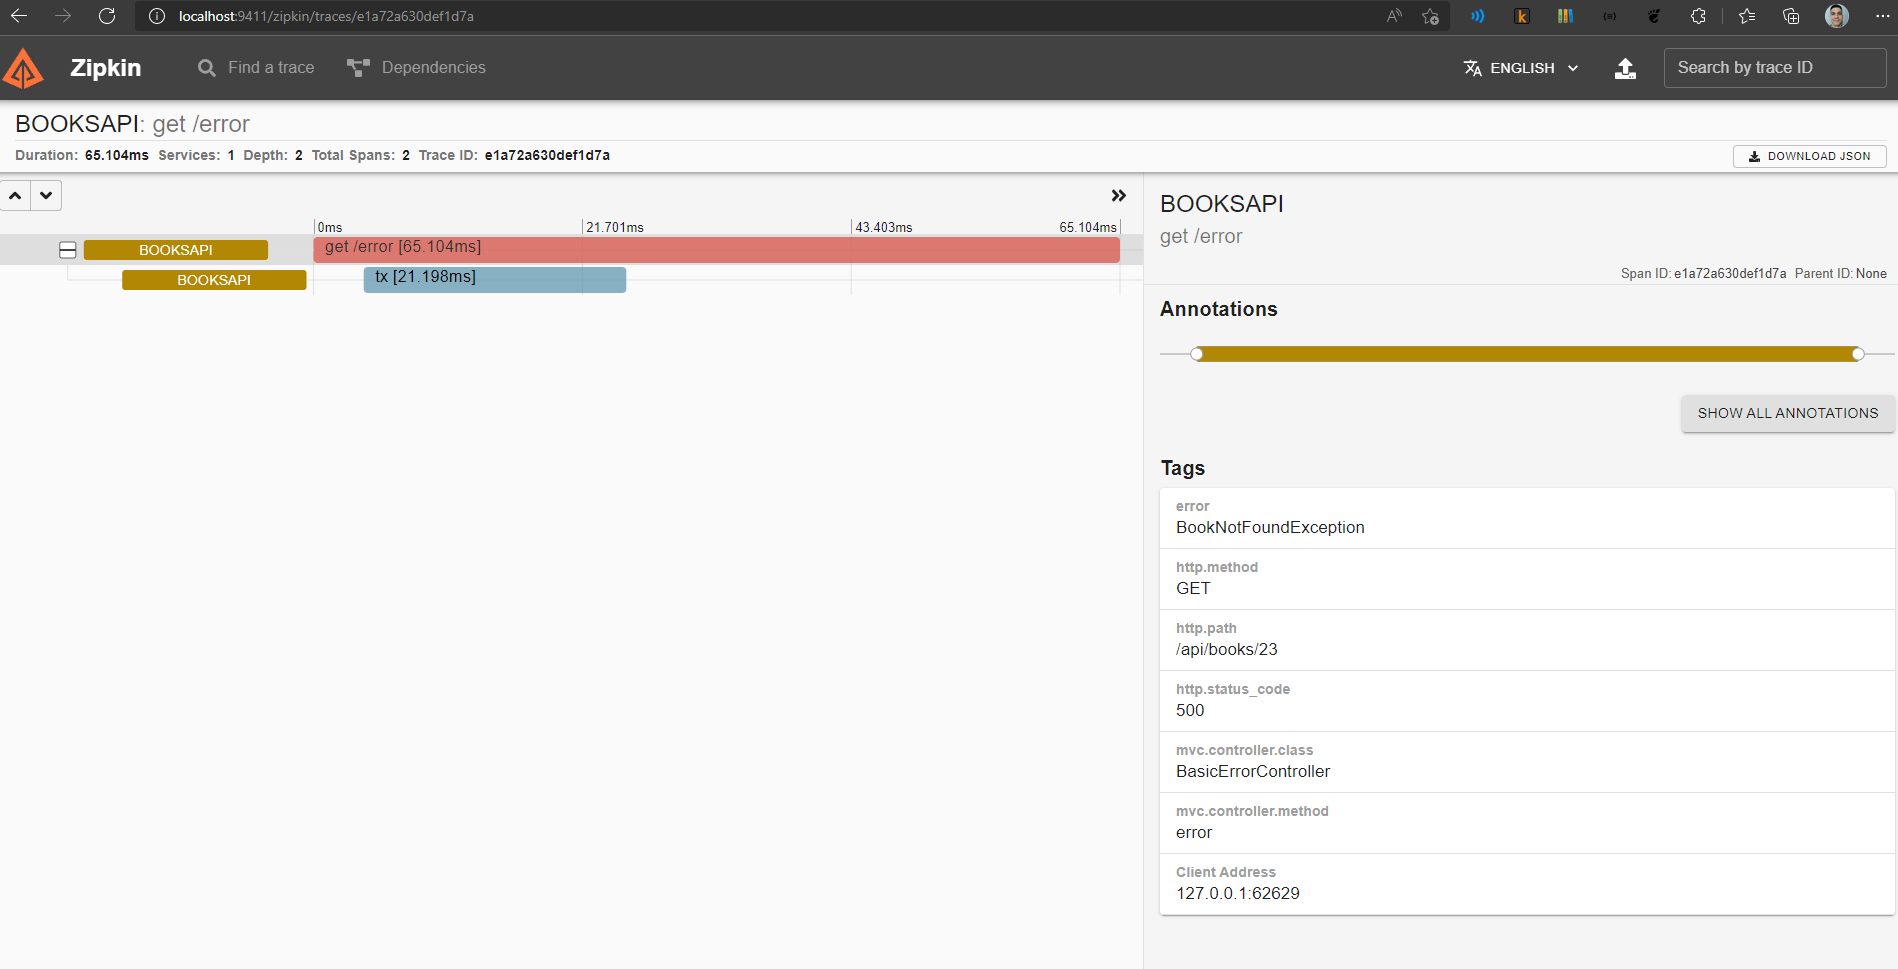 localhost:9411/zipkin/traces/e1a72a630def1d7a
Zipkin
Find a trace
Dependencies
ENGLISH
Search by trace ID
BOOKSAPI: get /error
Duration: 65.104ms Services: 1 Depth: 2 Total Spans: 2 Trace ID: e1a72a630def1d7a
DOWNLOAD JSON
0ms 21.701ms 43.403ms 65.104ms
BOOKSAPI get /error [65.104ms]
BOOKSAPI tx [21.198ms]
BOOKSAPI
get /error
Span ID: e1a72a630def1d7a Parent ID: None
Annotations
SHOW ALL ANNOTATIONS
Tags
error
BookNotFoundException
http.method
GET
http.path
/api/books/23
http.status_code
500
mvc.controller.class
BasicErrorController
mvc.controller.method
error
Client Address
127.0.0.1:62629